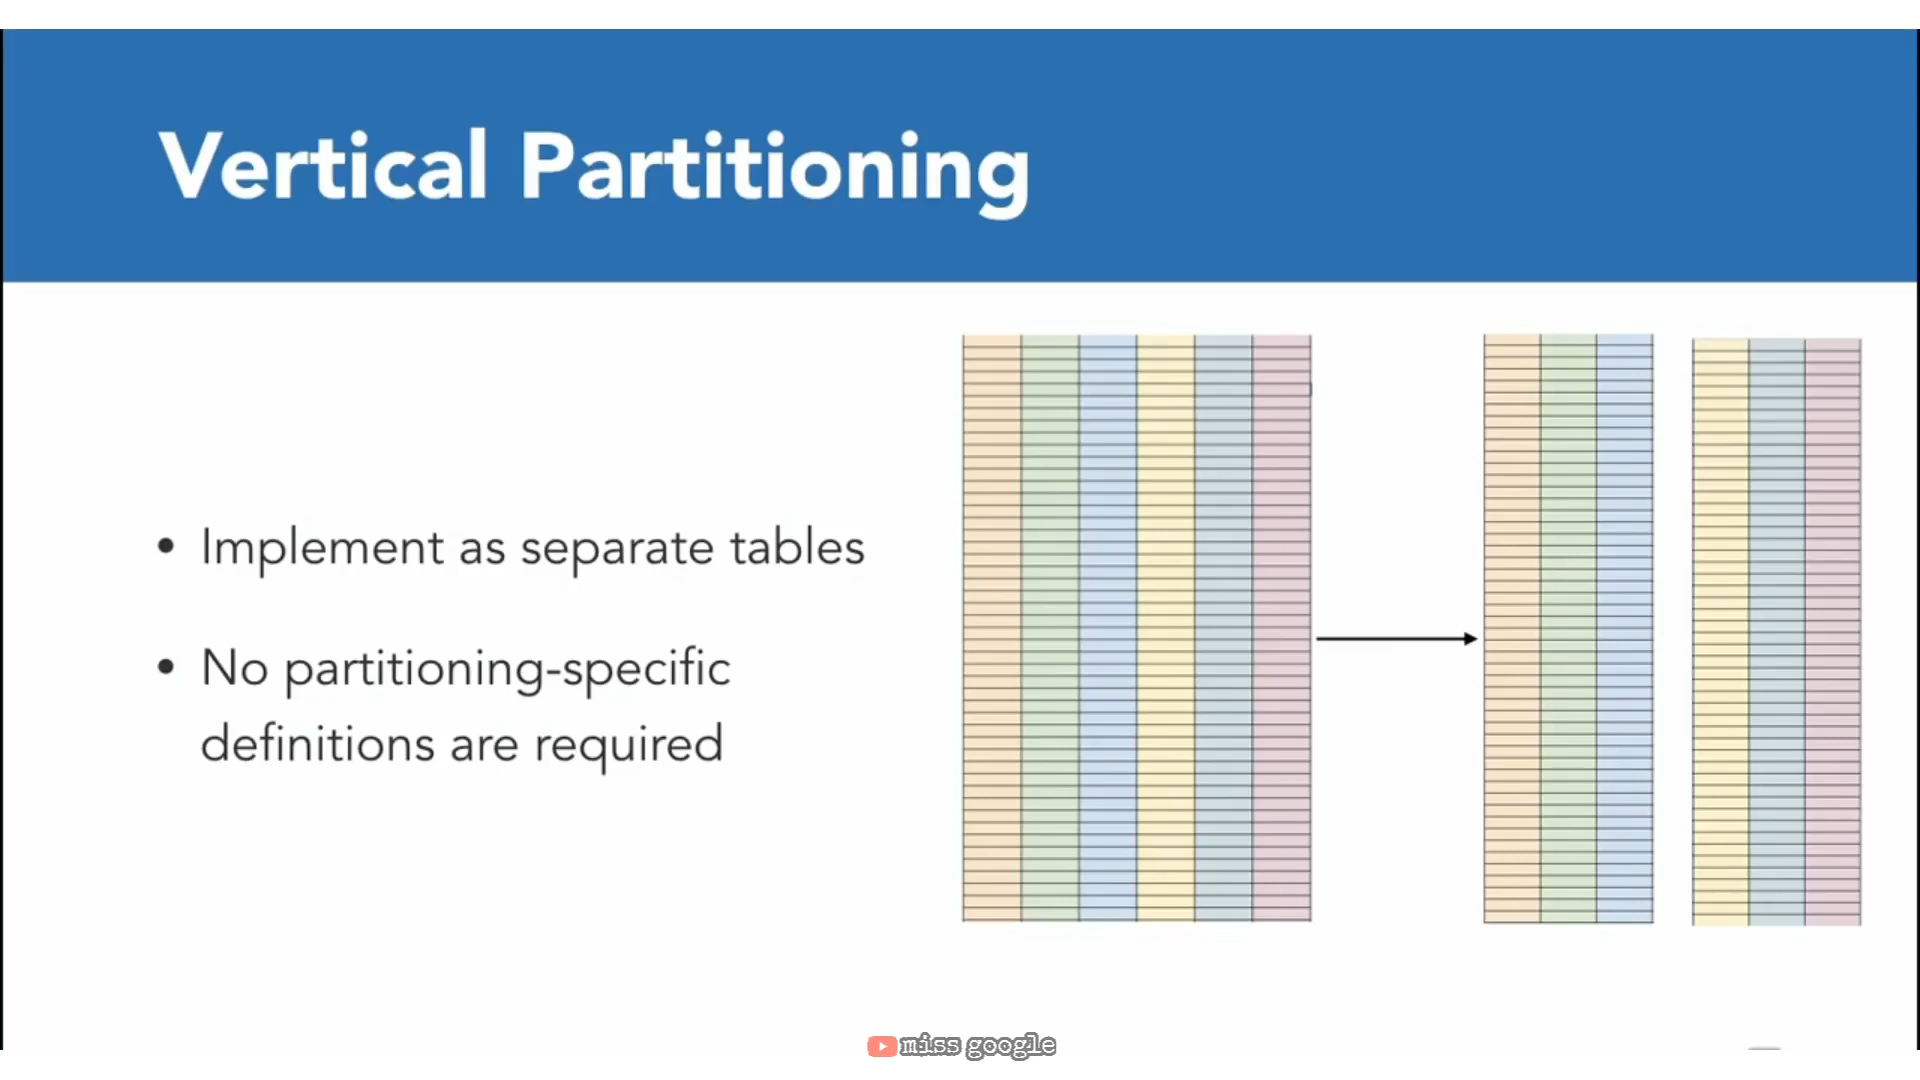 Vertical Partitioning
• Implement as separate tables
• No partitioning-specific
definitions are required
miss google